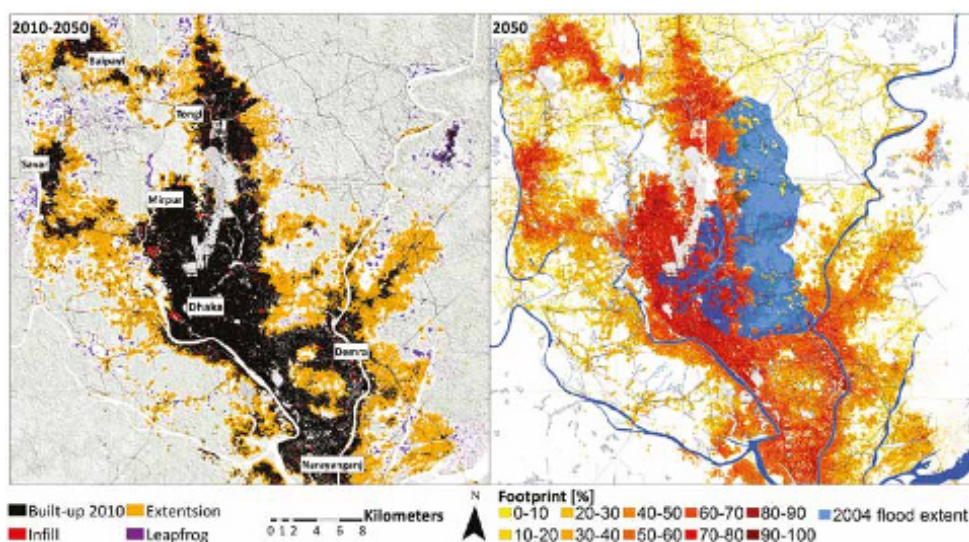 2010-2050
Baipayl
Tongi
Savar
Mirpur
Dhaka
Demra
Narayanganj
2050
Built-up 2010
Extentsion
Infill
Leapfrog
0 1 2 4 6 8
Kilometers
N
Footprint [%]
0-10 20-30 40-50 60-70 80-90 2004 flood extent
10-20 30-40 50-60 70-80 90-100